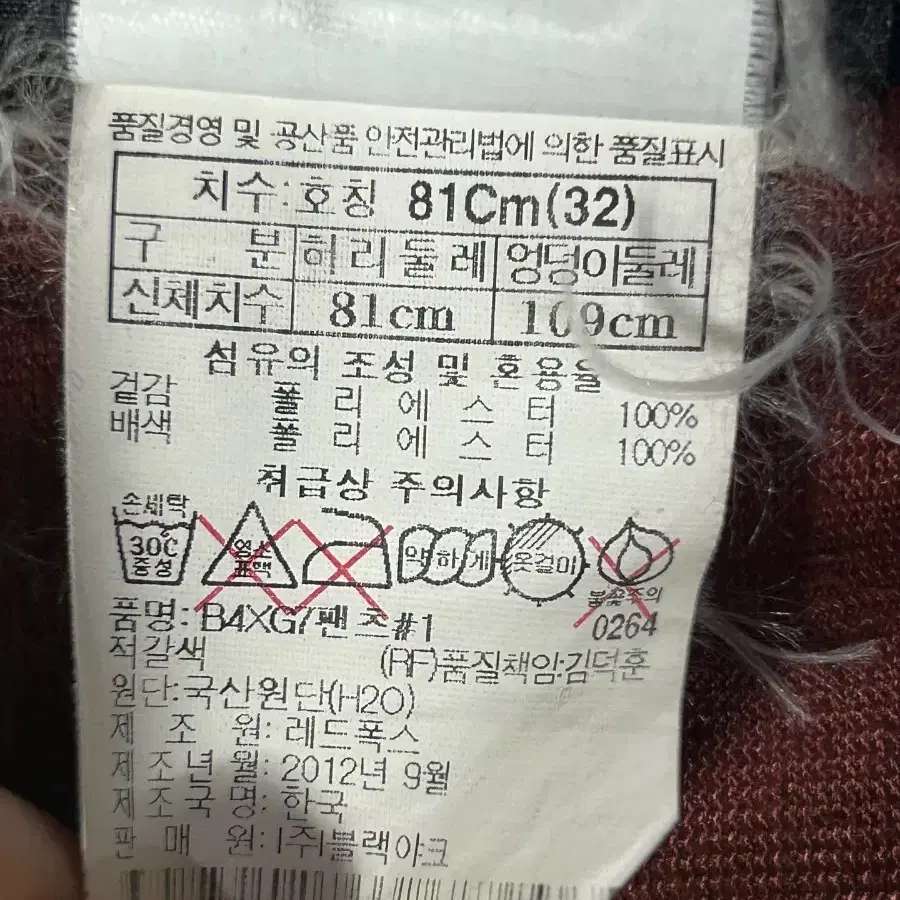 품질경영 및 공산품 안전관리법에 의한 품질표시
치수: 호칭 81Cm(32)
구 분 허리둘레 엉덩이둘레
신체치수 81cm 109cm
섬유의 조성 및 혼용율
겉감 폴리에스터 100%
배색 폴리에스터 100%
취급상 주의사항
손세탁
30℃
중성
염소
표백
약하게
옷걸이
불꽃주의
품명: B4XG7팬츠#1
0264
적갈색
(RF)품질책임:김덕훈
원단:국산원단(H2O)
제 조 원: 레드폭스
제조년월: 2012년 9월
제조국명: 한국
판 매 원: (주)블랙야크